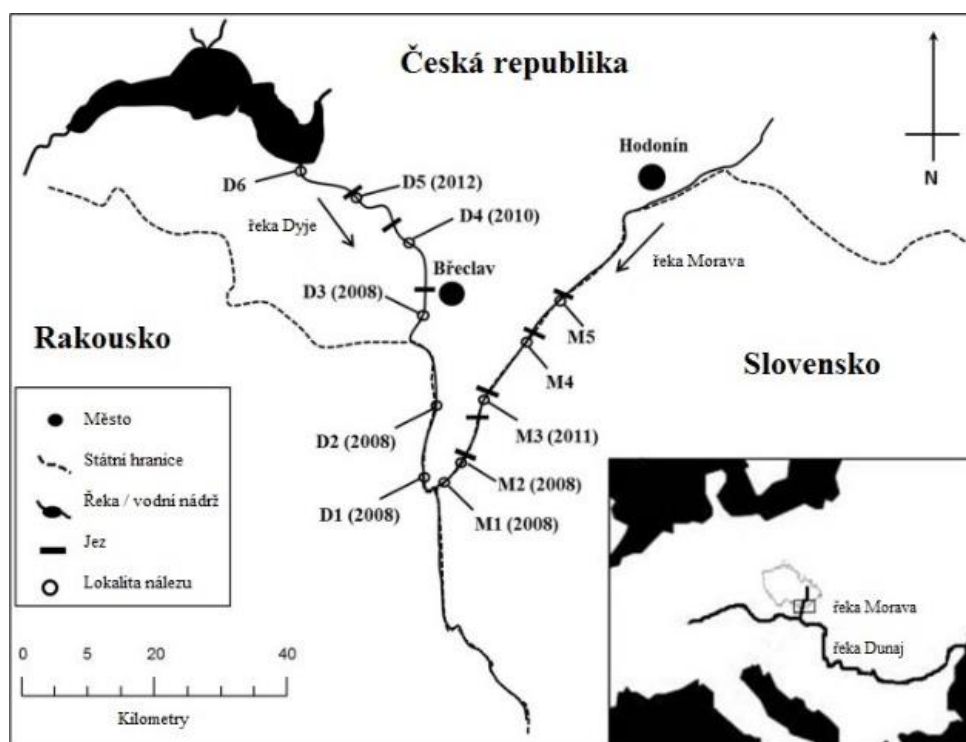 Česká republika
Hodonín
N
D6
D5 (2012)
řeka Dyje
D4 (2010)
řeka Morava
Břeclav
D3 (2008)
M5
Rakousko
M4
Slovensko
Město
Státní hranice
Řeka / vodní nádrž
Jez
Lokalita nálezu
D2 (2008)
M3 (2011)
M2 (2008)
D1 (2008)
M1 (2008)
řeka Morava
řeka Dunaj
0 5 20 40
Kilometry